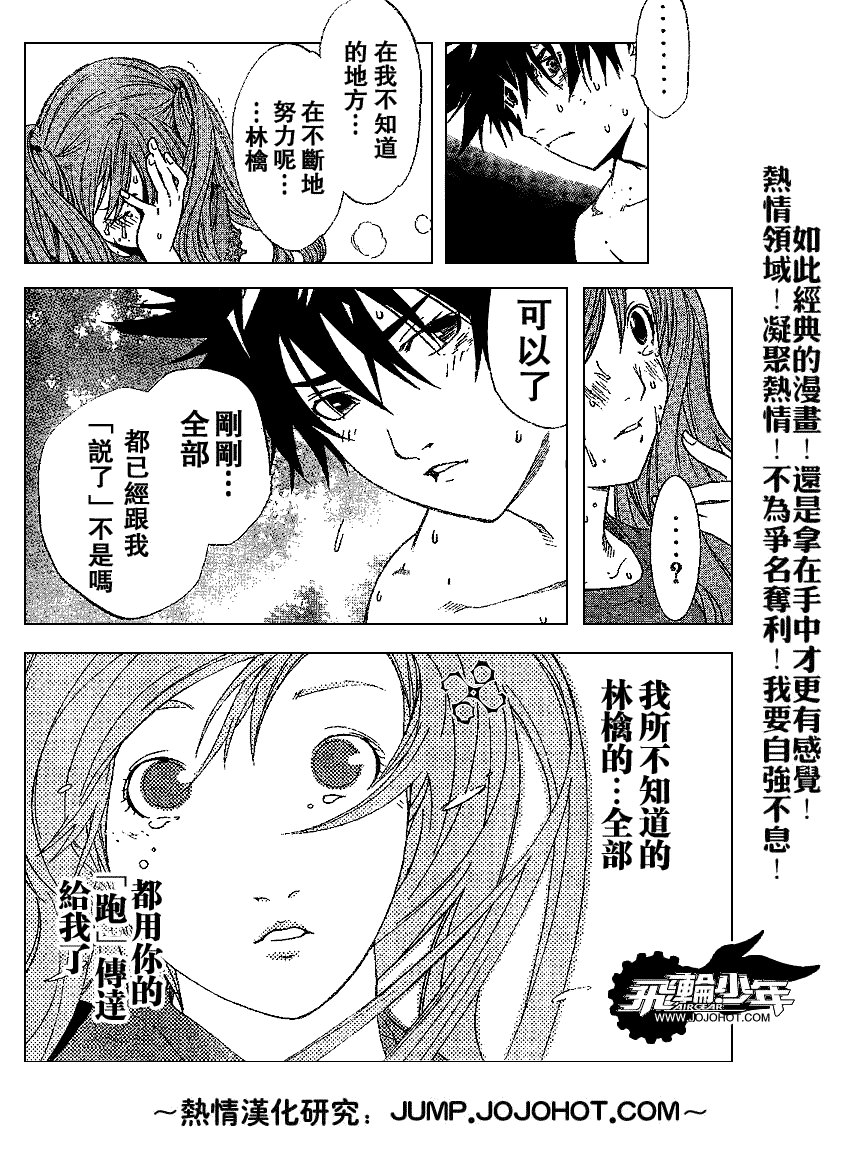 ………
在我不知道
的地方…
在不斷地
努力呢…
…林檎
……?
可以了
剛剛…
全部
都已經跟我
「説了」不是嗎
我所不知道的
林檎的…全部
都用你的
「跑」傳達
給我了
如此經典的漫畫！還是拿在手中才更有感覺！
熱情領域！凝聚熱情！不為爭名奪利！我要自強不息！
飛輪少年
AIRGEAR
WWW.JOJOHOT.COM
～熱情漢化研究：JUMP.JOJOHOT.COM～